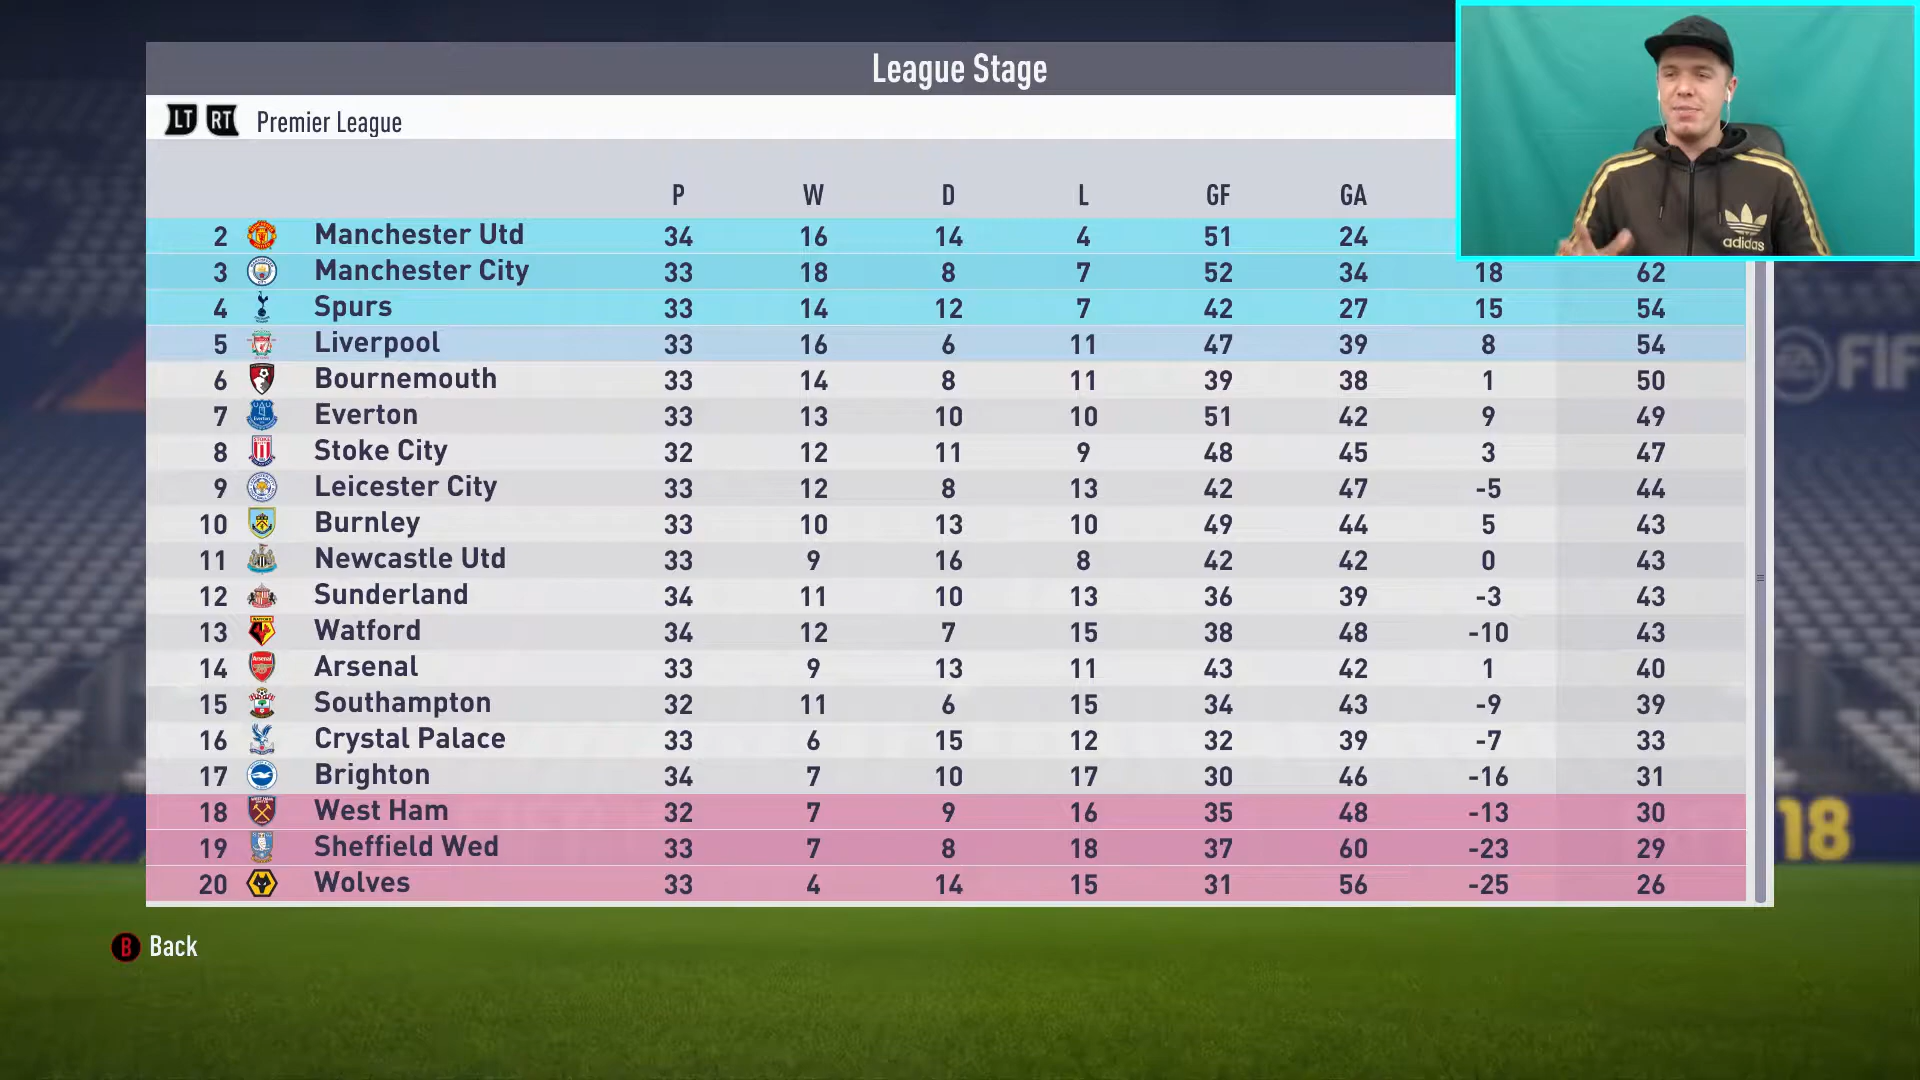 League Stage
LT RT Premier League
P W D L GF GA
2 Manchester Utd 34 16 14 4 51 24
3 Manchester City 33 18 8 7 52 34 18 62
4 Spurs 33 14 12 7 42 27 15 54
5 Liverpool 33 16 6 11 47 39 8 54
6 Bournemouth 33 14 8 11 39 38 1 50
7 Everton 33 13 10 10 51 42 9 49
8 Stoke City 32 12 11 9 48 45 3 47
9 Leicester City 33 12 8 13 42 47 -5 44
10 Burnley 33 10 13 10 49 44 5 43
11 Newcastle Utd 33 9 16 8 42 42 0 43
12 Sunderland 34 11 10 13 36 39 -3 43
13 Watford 34 12 7 15 38 48 -10 43
14 Arsenal 33 9 13 11 43 42 1 40
15 Southampton 32 11 6 15 34 43 -9 39
16 Crystal Palace 33 6 15 12 32 39 -7 33
17 Brighton 34 7 10 17 30 46 -16 31
18 West Ham 32 7 9 16 35 48 -13 30
19 Sheffield Wed 33 7 8 18 37 60 -23 29
20 Wolves 33 4 14 15 31 56 -25 26
B Back
adidas
EA FIF
18